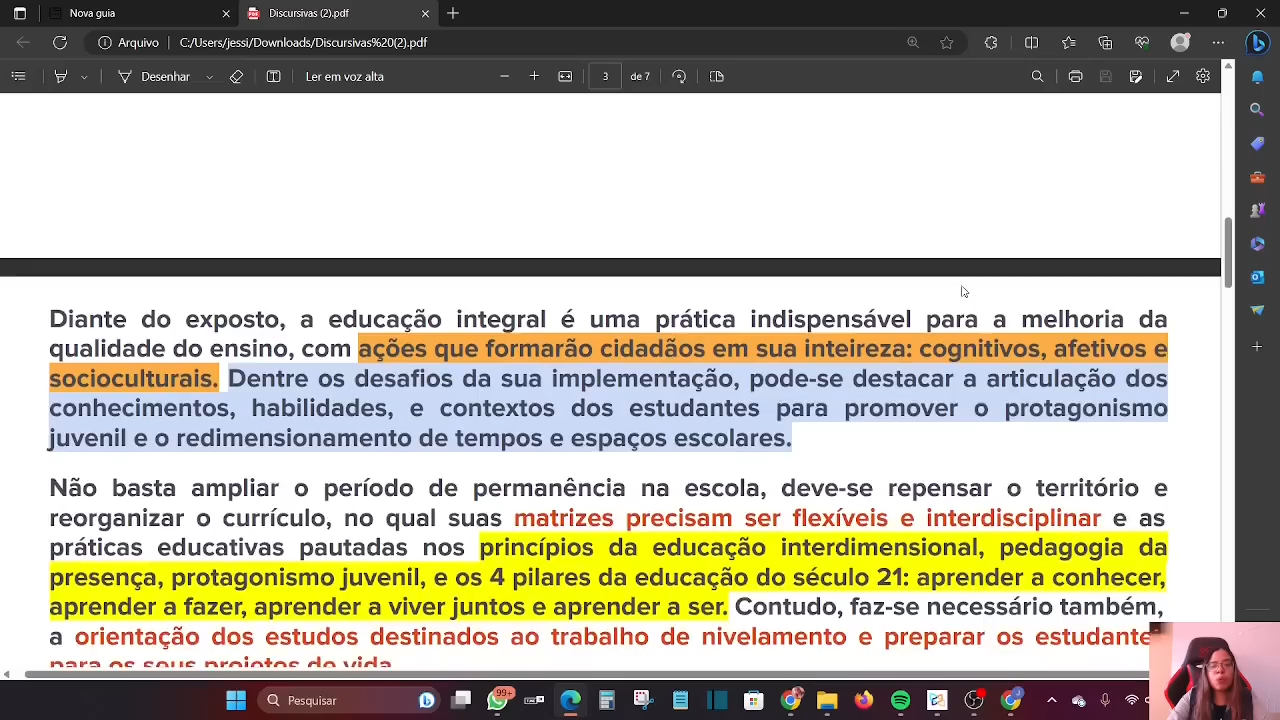 Nova guia
Discursivas (2).pdf
Arquivo C:/Users/jessi/Downloads/Discursivas%20(2).pdf
Desenhar Ler em voz alta 3 de 7
Diante do exposto, a educação integral é uma prática indispensável para a melhoria da
qualidade do ensino, com ações que formarão cidadãos em sua inteireza: cognitivos, afetivos e
socioculturais. Dentre os desafios da sua implementação, pode-se destacar a articulação dos
conhecimentos, habilidades, e contextos dos estudantes para promover o protagonismo
juvenil e o redimensionamento de tempos e espaços escolares.
Não basta ampliar o período de permanência na escola, deve-se repensar o território e
reorganizar o currículo, no qual suas matrizes precisam ser flexíveis e interdisciplinar e as
práticas educativas pautadas nos princípios da educação interdimensional, pedagogia da
presença, protagonismo juvenil, e os 4 pilares da educação do século 21: aprender a conhecer,
aprender a fazer, aprender a viver juntos e aprender a ser. Contudo, faz-se necessário também,
a orientação dos estudos destinados ao trabalho de nivelamento e preparar os estudante
para os seus projetos de vida
Pesquisar
99+